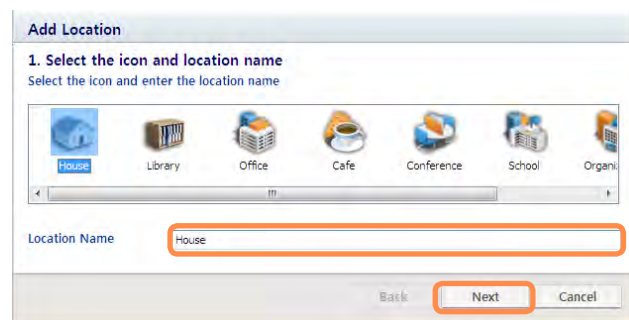 Add Location
1. Select the icon and location name
Select the icon and enter the location name
House Library Office Cafe Conference School Organi
Location Name House
Back Next Cancel